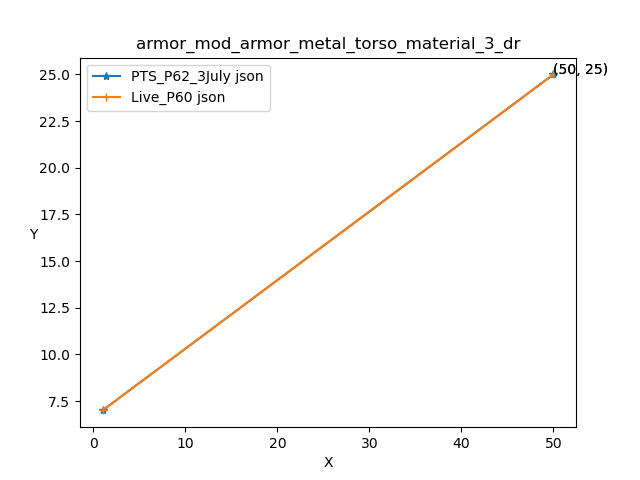 armor_mod_armor_metal_torso_material_3_dr
PTS_P62_3July json
Live_P60 json
(50, 25)
25.0
22.5
20.0
17.5
15.0
12.5
10.0
7.5
Y
0 10 20 30 40 50
X